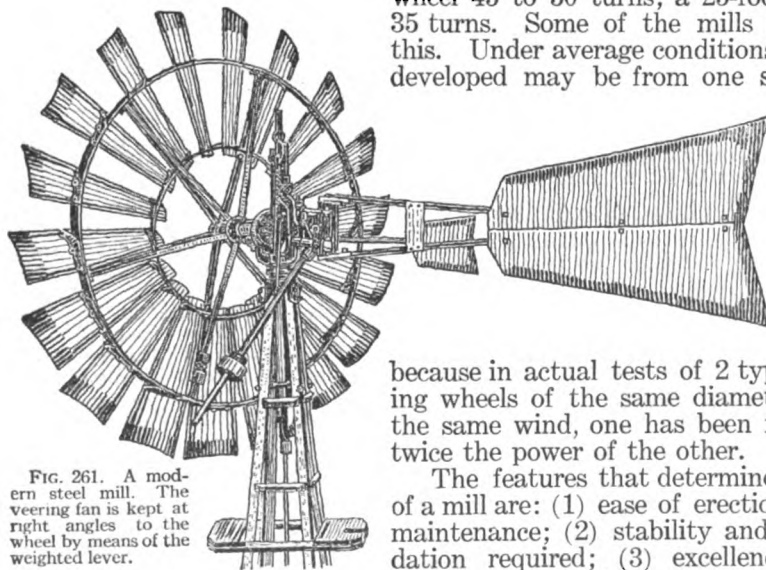 wheel 45 to 50 turns; a 25-foo
35 turns. Some of the mills
this. Under average conditions
developed may be from one s
because in actual tests of 2 typ
ing wheels of the same diamet
the same wind, one has been
twice the power of the other.
The features that determine
of a mill are: (1) ease of erectio
maintenance; (2) stability and
dation required; (3) excellenc
FIG. 261. A mod-
ern steel mill. The
veering fan is kept at
right angles to the
wheel by means of the
weighted lever.